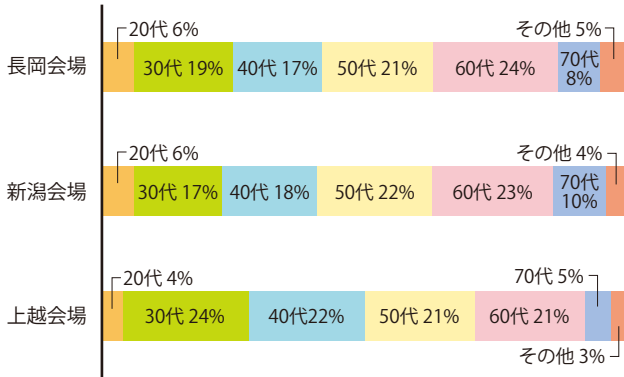 20代 6%
その他 5%
長岡会場
30代 19%
40代 17%
50代 21%
60代 24%
70代
8%
20代 6%
その他 4%
新潟会場
30代 17%
40代 18%
50代 22%
60代 23%
70代
10%
20代 4%
70代 5%
上越会場
30代 24%
40代22%
50代 21%
60代 21%
その他 3%